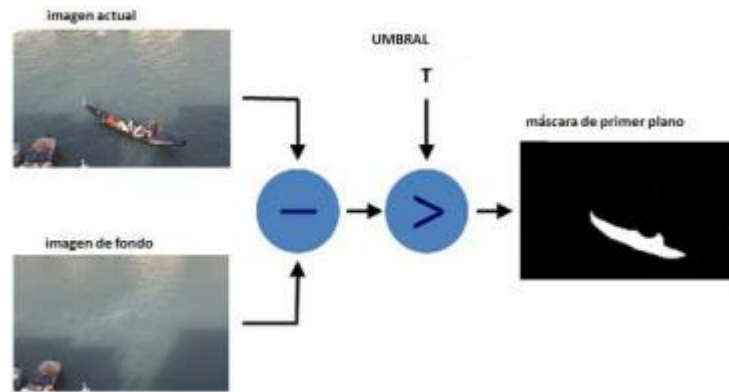 imagen actual
UMBRAL
T
máscara de primer plano
−
>
imagen de fondo